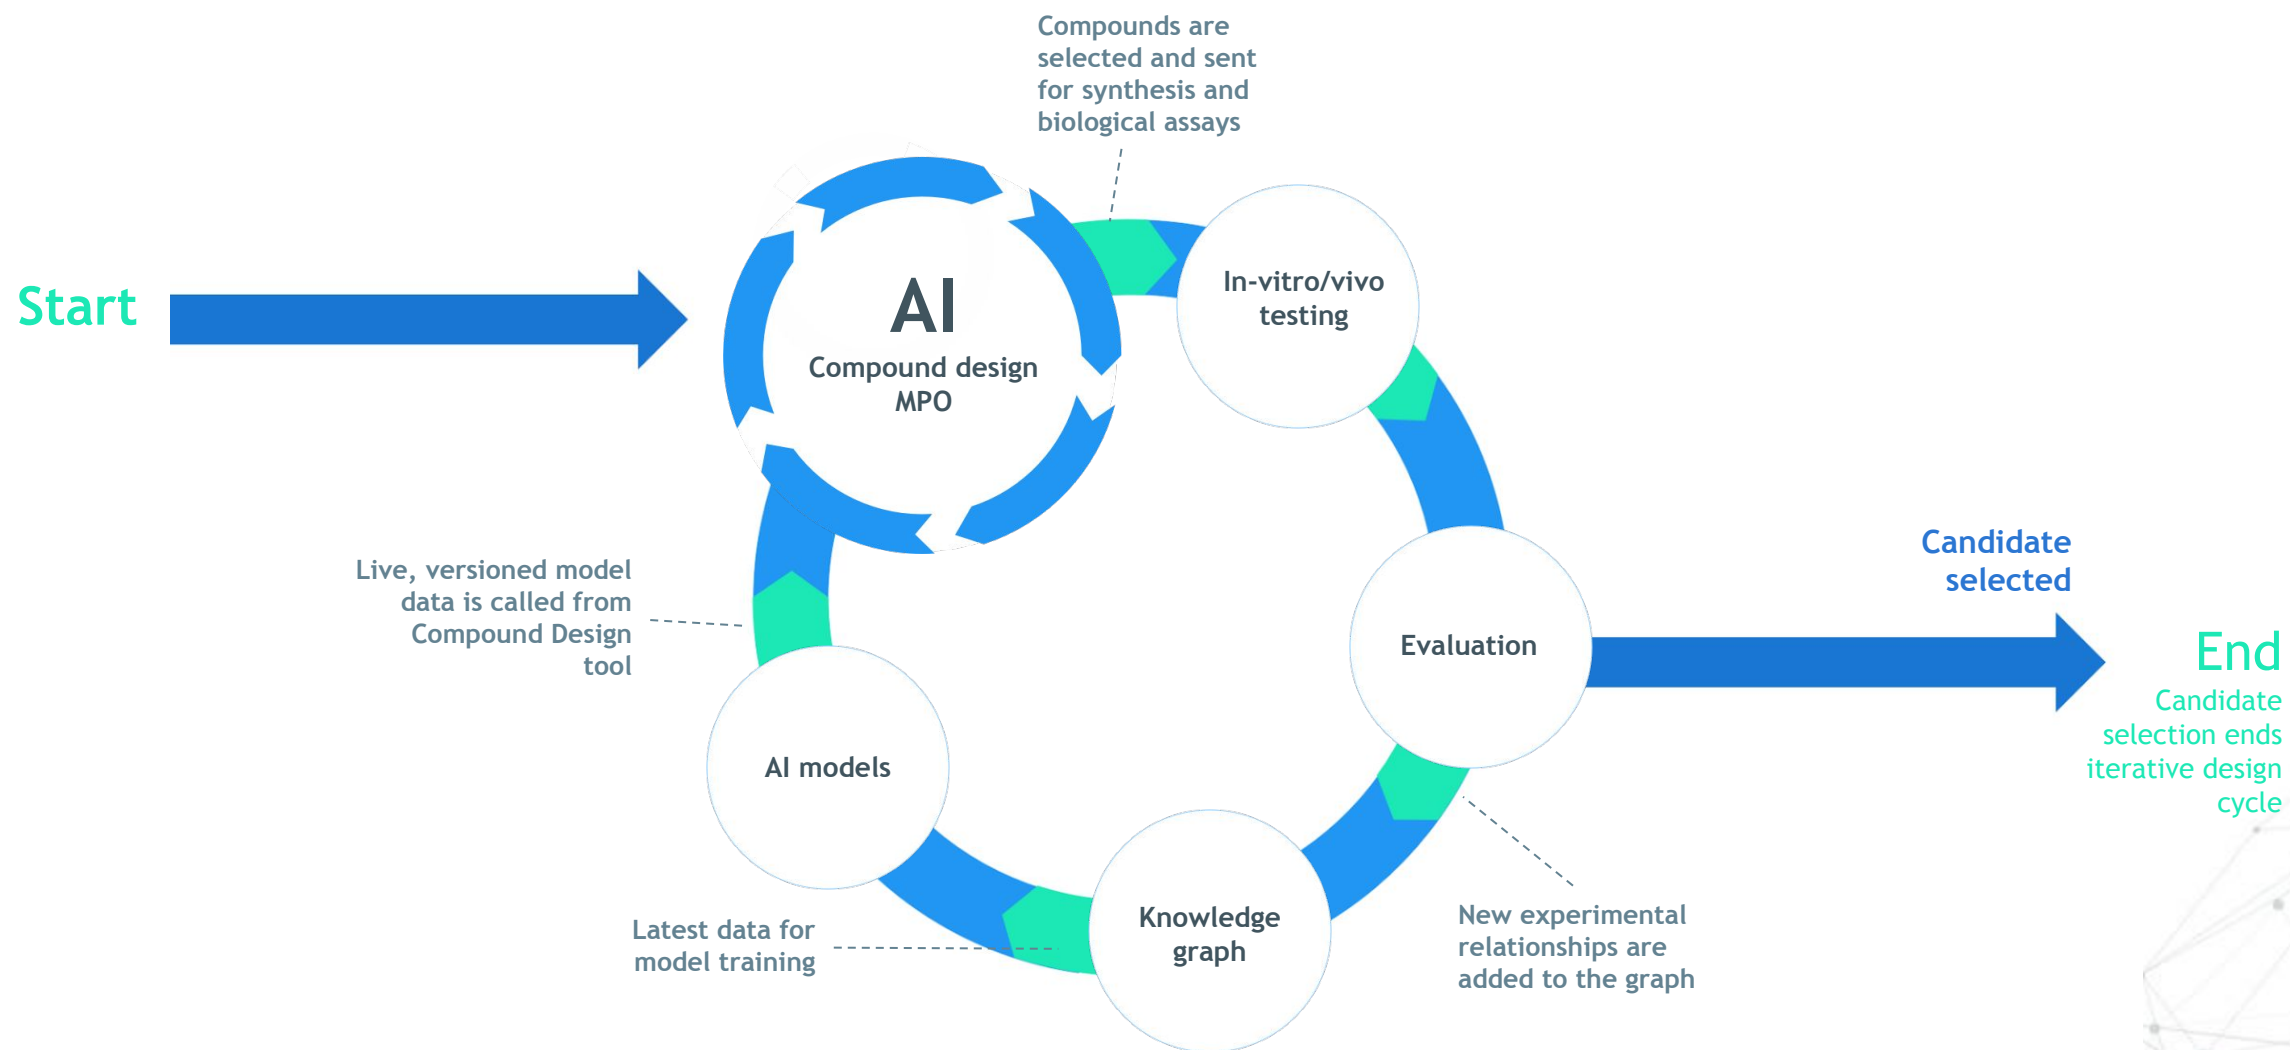 Compounds are
selected and sent
for synthesis and
biological assays
Start
AI
Compound design
MPO
In-vitro/vivo
testing
Live, versioned model
data is called from
Compound Design
tool
Candidate
selected
Evaluation
End
Candidate
selection ends
iterative design
cycle
AI models
Knowledge
graph
Latest data for
model training
New experimental
relationships are
added to the graph